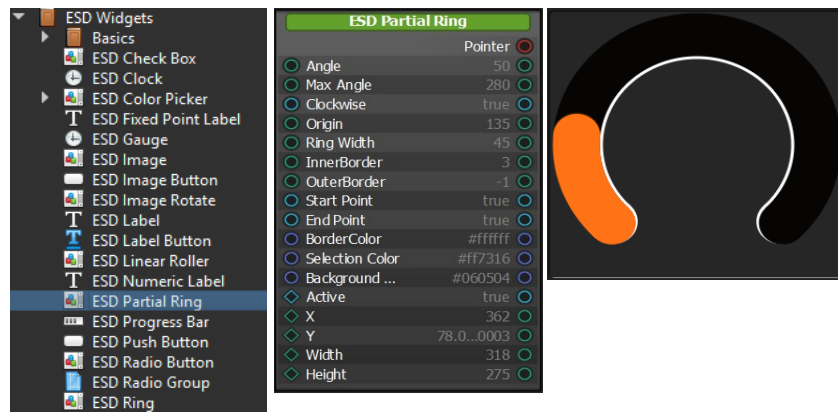 ESD Widgets
Basics
ESD Check Box
ESD Clock
ESD Color Picker
ESD Fixed Point Label
ESD Gauge
ESD Image
ESD Image Button
ESD Image Rotate
ESD Label
ESD Label Button
ESD Linear Roller
ESD Numeric Label
ESD Partial Ring
ESD Progress Bar
ESD Push Button
ESD Radio Button
ESD Radio Group
ESD Ring
ESD Partial Ring
Pointer
Angle 50
Max Angle 280
Clockwise true
Origin 135
Ring Width 45
InnerBorder 3
OuterBorder -1
Start Point true
End Point true
BorderColor #ffffff
Selection Color #ff7316
Background ... #060504
Active true
X 362
Y 78.0...0003
Width 318
Height 275